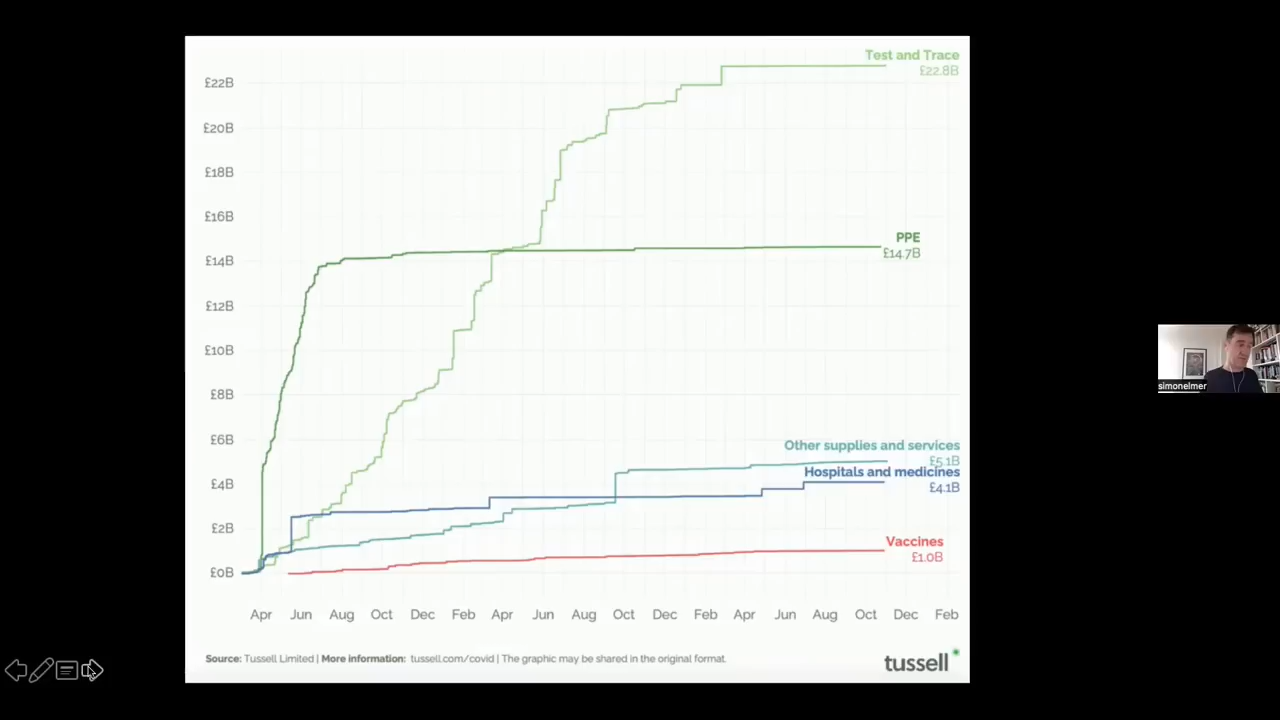 Test and Trace
£22.8B
£22B
£20B
£18B
£16B
PPE
£14.7B
£14B
£12B
£10B
£8B
£6B
Other supplies and services
£5.1B
Hospitals and medicines
£4.1B
£4B
£2B
Vaccines
£1.0B
£0B
Apr Jun Aug Oct Dec Feb Apr Jun Aug Oct Dec Feb Apr Jun Aug Oct Dec Feb
Source: Tussell Limited | More information: tussell.com/covid | The graphic may be shared in the original format.
tussell
simonelmer